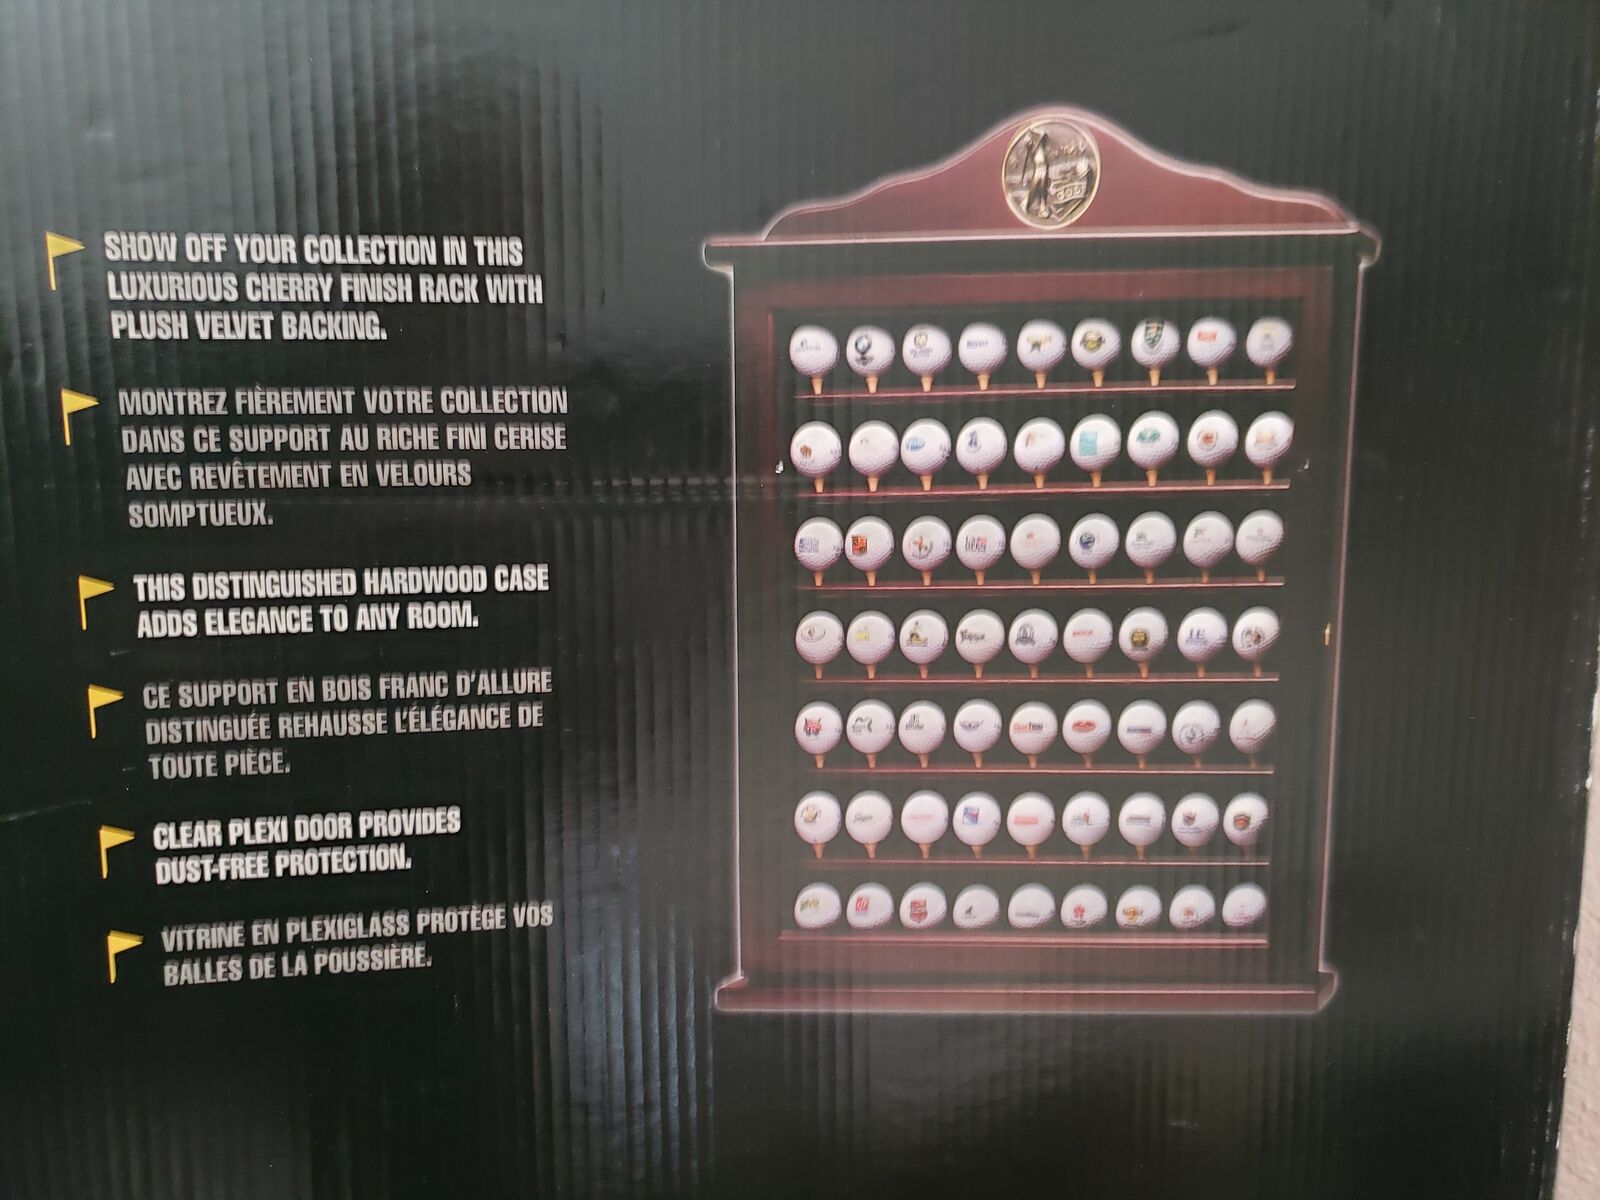 SHOW OFF YOUR COLLECTION IN THIS
LUXURIOUS CHERRY FINISH RACK WITH
PLUSH VELVET BACKING.
MONTREZ FIÈREMENT VOTRE COLLECTION
DANS CE SUPPORT AU RICHE FINI CERISE
AVEC REVÊTEMENT EN VELOURS
SOMPTUEUX.
THIS DISTINGUISHED HARDWOOD CASE
ADDS ELEGANCE TO ANY ROOM.
CE SUPPORT EN BOIS FRANC D'ALLURE
DISTINGUÉE REHAUSSE L'ÉLÉGANCE DE
TOUTE PIÈCE.
CLEAR PLEXI DOOR PROVIDES
DUST-FREE PROTECTION.
VITRINE EN PLEXIGLASS PROTÈGE VOS
BALLES DE LA POUSSIÈRE.